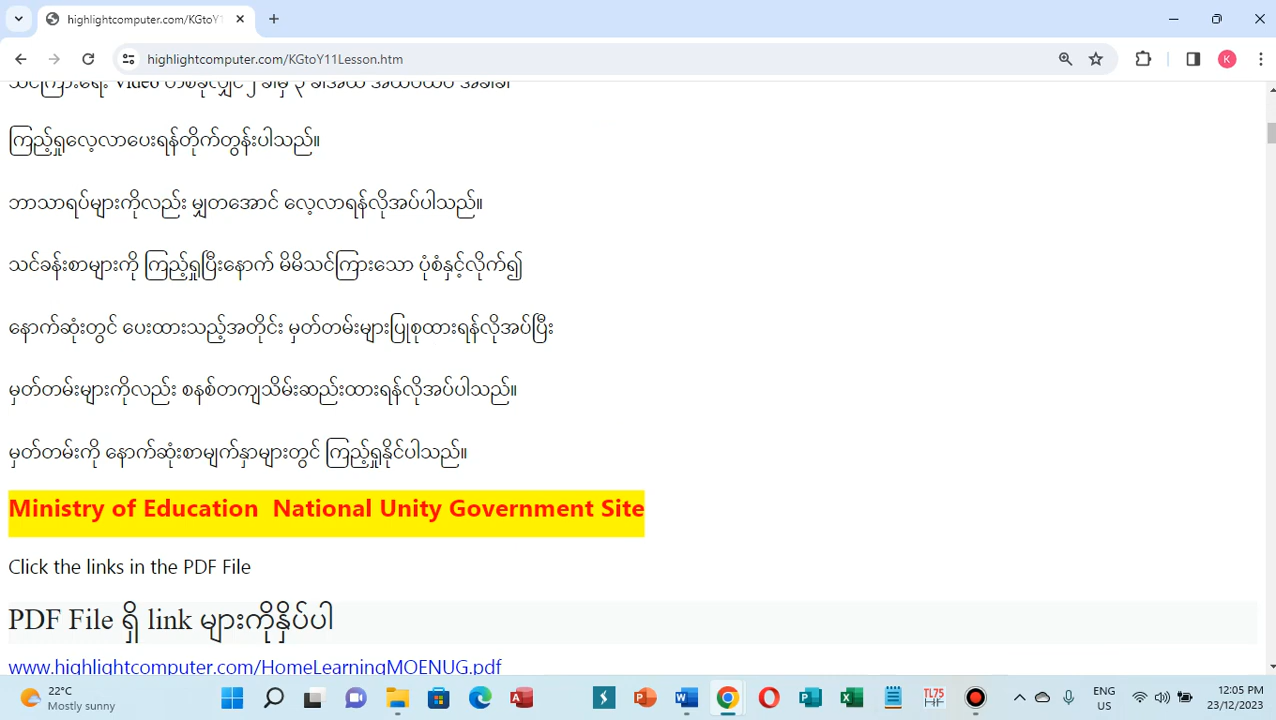 highlightcomputer.com/KGtoY1
highlightcomputer.com/KGtoY11Lesson.htm
K
ကြည့်ရှုလေ့လာပေးရန်တိုက်တွန်းပါသည်။
ဘာသာရပ်များကိုလည်း မျှတအောင် လေ့လာရန်လိုအပ်ပါသည်။
သင်ခန်းစာများကို ကြည့်ရှုပြီးနောက် မိမိသင်ကြားသော ပုံစံနှင့်လိုက်၍
နောက်ဆုံးတွင် ပေးထားသည့်အတိုင်း မှတ်တမ်းများပြုစုထားရန်လိုအပ်ပြီး
မှတ်တမ်းများကိုလည်း စနစ်တကျသိမ်းဆည်းထားရန်လိုအပ်ပါသည်။
မှတ်တမ်းကို နောက်ဆုံးစာမျက်နှာများတွင် ကြည့်ရှုနိုင်ပါသည်။
Ministry of Education National Unity Government Site
Click the links in the PDF File
PDF File ရှိ link များကိုနှိပ်ပါ
www.highlightcomputer.com/HomeLearningMOENUG.pdf
22°C
Mostly sunny
TL75
ENG
US
12:05 PM
23/12/2023